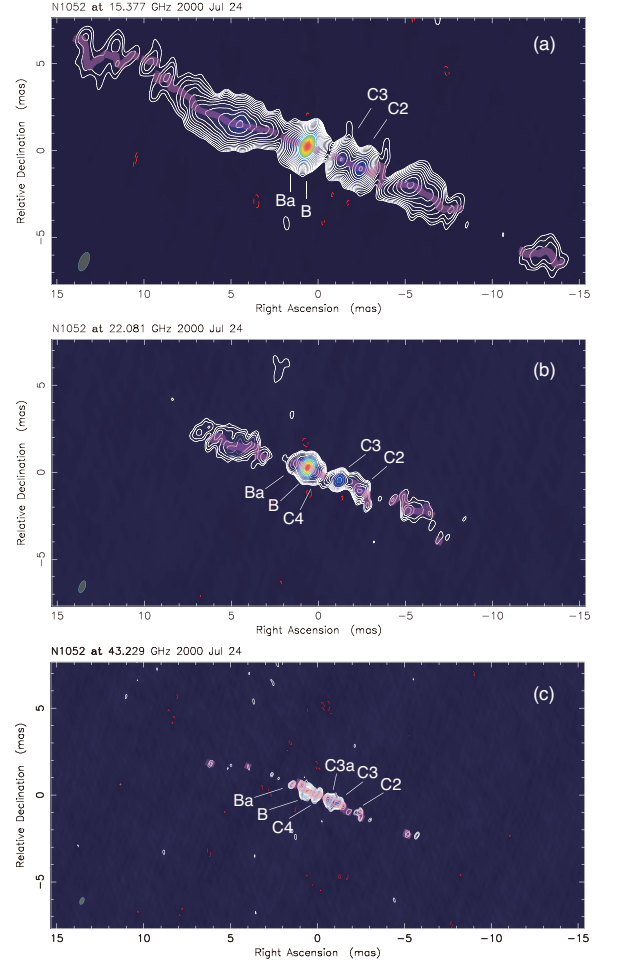 N1052 at 15.377 GHz 2000 Jul 24
(a)
C3
C2
Ba
B
5
0
−5
Relative Declination (mas)
15 10 5 0 −5 −10 −15
Right Ascension (mas)
N1052 at 22.081 GHz 2000 Jul 24
(b)
C3
C2
Ba
B
C4
5
0
−5
Relative Declination (mas)
15 10 5 0 −5 −10 −15
Right Ascension (mas)
N1052 at 43.229 GHz 2000 Jul 24
(c)
C3a
C3
C2
Ba
B
C4
5
0
−5
Relative Declination (mas)
15 10 5 0 −5 −10 −15
Right Ascension (mas)